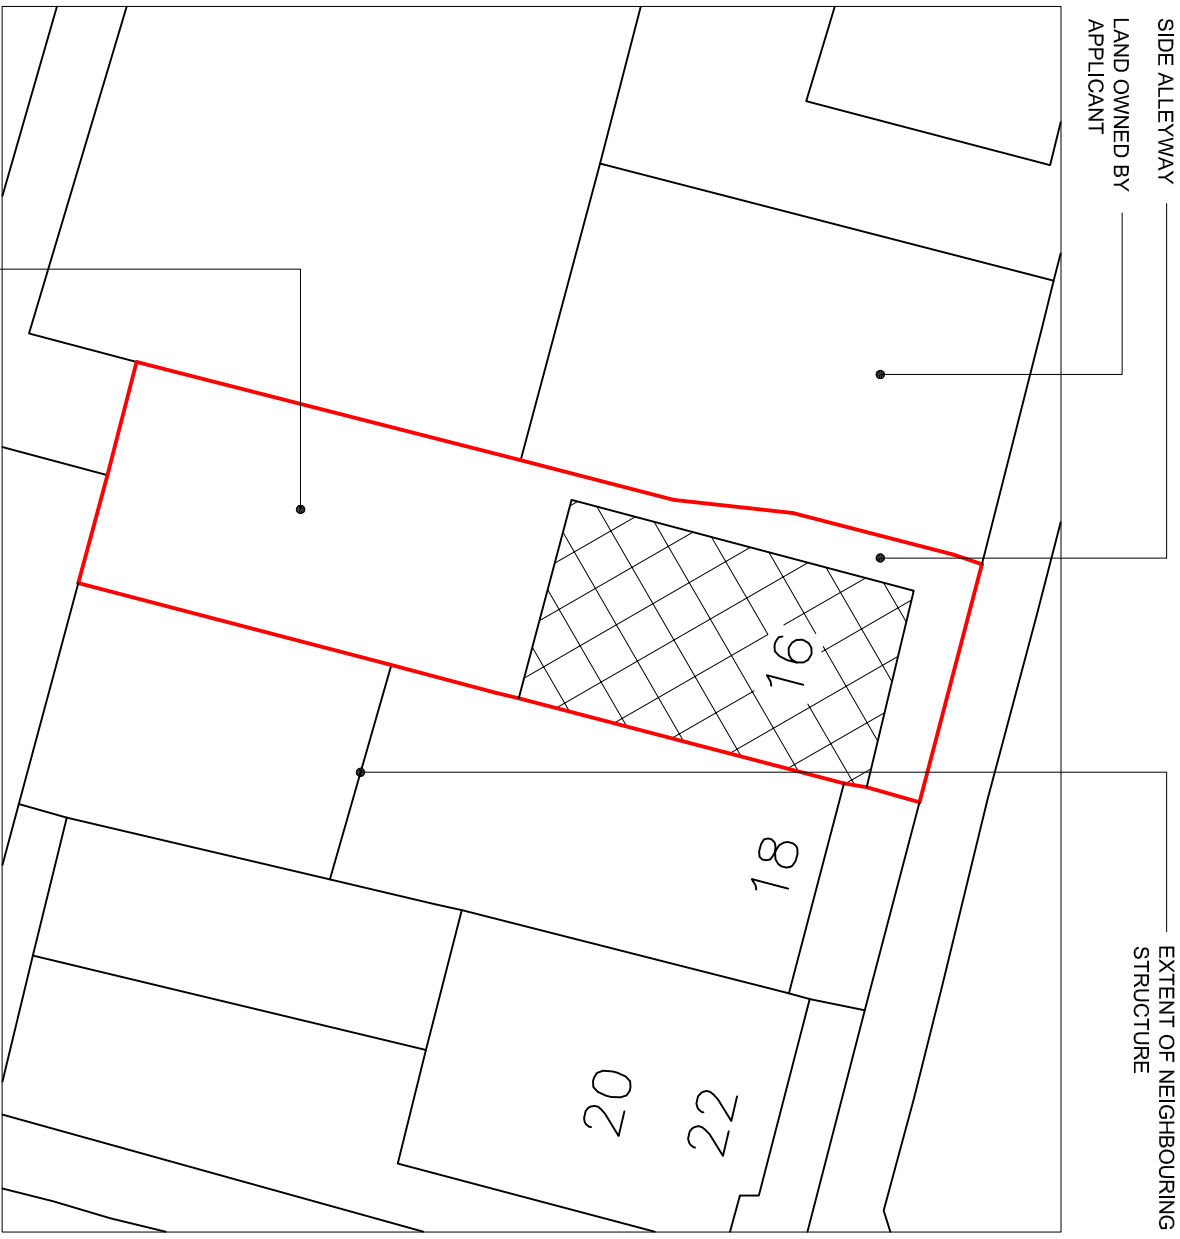 SIDE ALLEYWAY
LAND OWNED BY
APPLICANT
EXTENT OF NEIGHBOURING
STRUCTURE
16
18
22
20